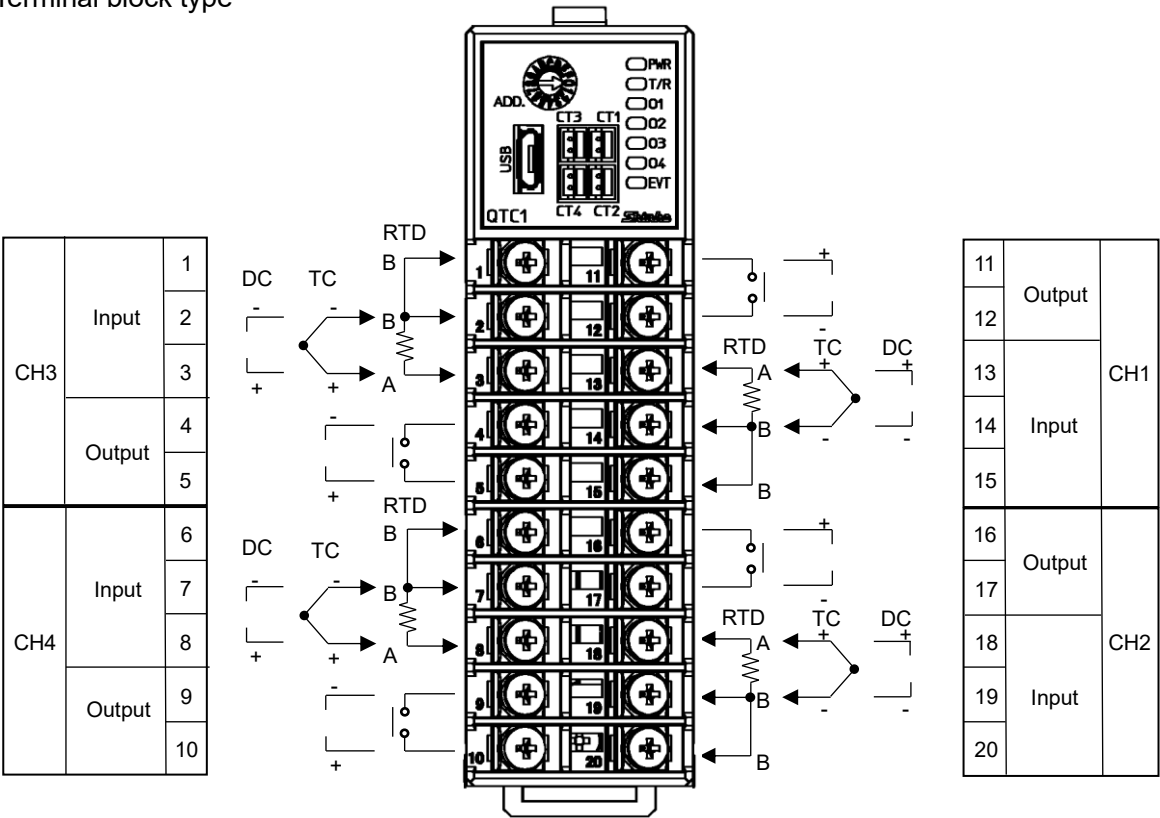 Terminal block type
ADD.
PWR
T/R
O1
O2
O3
O4
EVT
CT3 CT1
USB
CT4 CT2
QTC1
Shinko
CH3
Input
1
2
3
Output
4
5
CH4
Input
6
7
8
Output
9
10
DC
TC
RTD
B
- -
B
+ +
A
-
+
DC
TC
RTD
B
- -
B
+ +
A
-
+
1 11
2 12
3 13
4 14
5 15
6 16
7 17
8 18
9 19
10 20
+
-
RTD TC DC
A + +
B - -
B
+
-
RTD TC DC
A + +
B - -
B
11
12
Output
13
14
15
Input
CH1
16
17
Output
18
19
20
Input
CH2